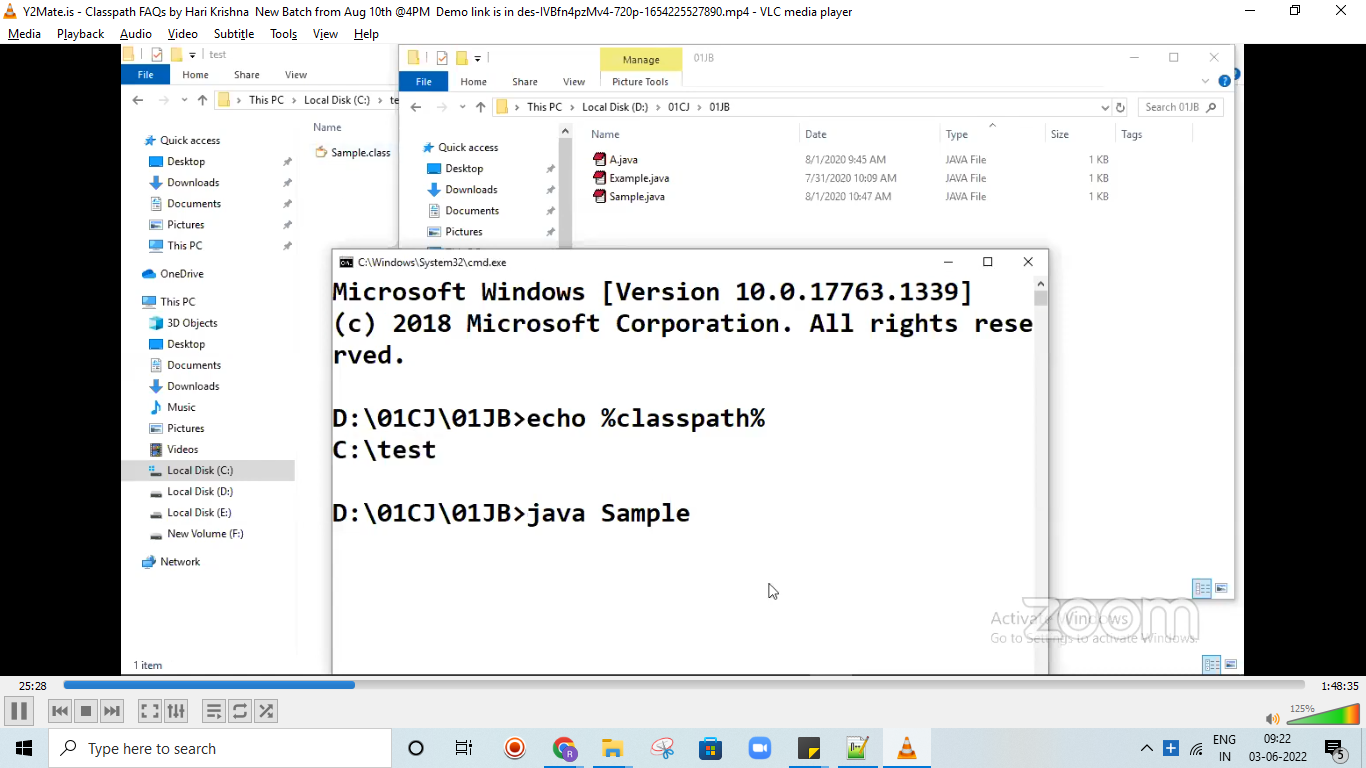 Y2Mate.is - Classpath FAQs by Hari Krishna  New Batch from Aug 10th @4PM  Demo link is in des-IVBfn4pzMv4-720p-1654225527890.mp4 - VLC media player
Media Playback Audio Video Subtitle Tools View Help
test
File Home Share View
This PC > Local Disk (C:) > te
Name
Sample.class
Quick access
Desktop
Downloads
Documents
Pictures
This PC
OneDrive
This PC
3D Objects
Desktop
Documents
Downloads
Music
Pictures
Videos
Local Disk (C:)
Local Disk (D:)
Local Disk (E:)
New Volume (F:)
Network
1 item
Manage
01JB
File Home Share View Picture Tools
This PC > Local Disk (D:) > 01CJ > 01JB
Search 01JB
Quick access
Desktop
Downloads
Documents
Pictures
Name Date Type Size Tags
A.java 8/1/2020 9:45 AM JAVA File 1 KB
Example.java 7/31/2020 10:09 AM JAVA File 1 KB
Sample.java 8/1/2020 10:47 AM JAVA File 1 KB
C:\Windows\System32\cmd.exe
Microsoft Windows [Version 10.0.17763.1339]
(c) 2018 Microsoft Corporation. All rights rese
rved.
D:\01CJ\01JB>echo %classpath%
C:\test
D:\01CJ\01JB>java Sample
Activate Windows
Go to Settings to activate Windows.
zoom
25:28
1:48:35
125%
Type here to search
ENG
IN
09:22
03-06-2022
5